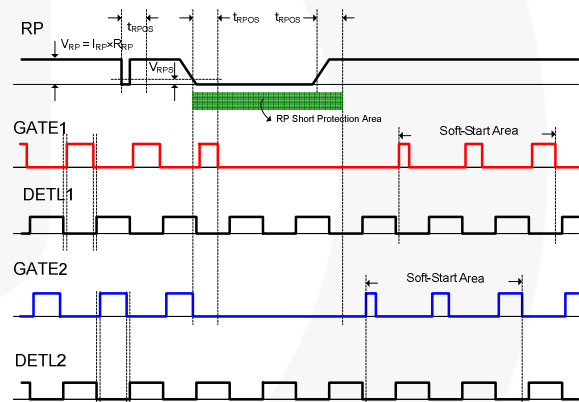 RP
tRPOS
tRPOS tRPOS
VRP = IRP×RRP
VRPS
RP Short Protection Area
GATE1
Soft-Start Area
DETL1
GATE2
Soft-Start Area
DETL2